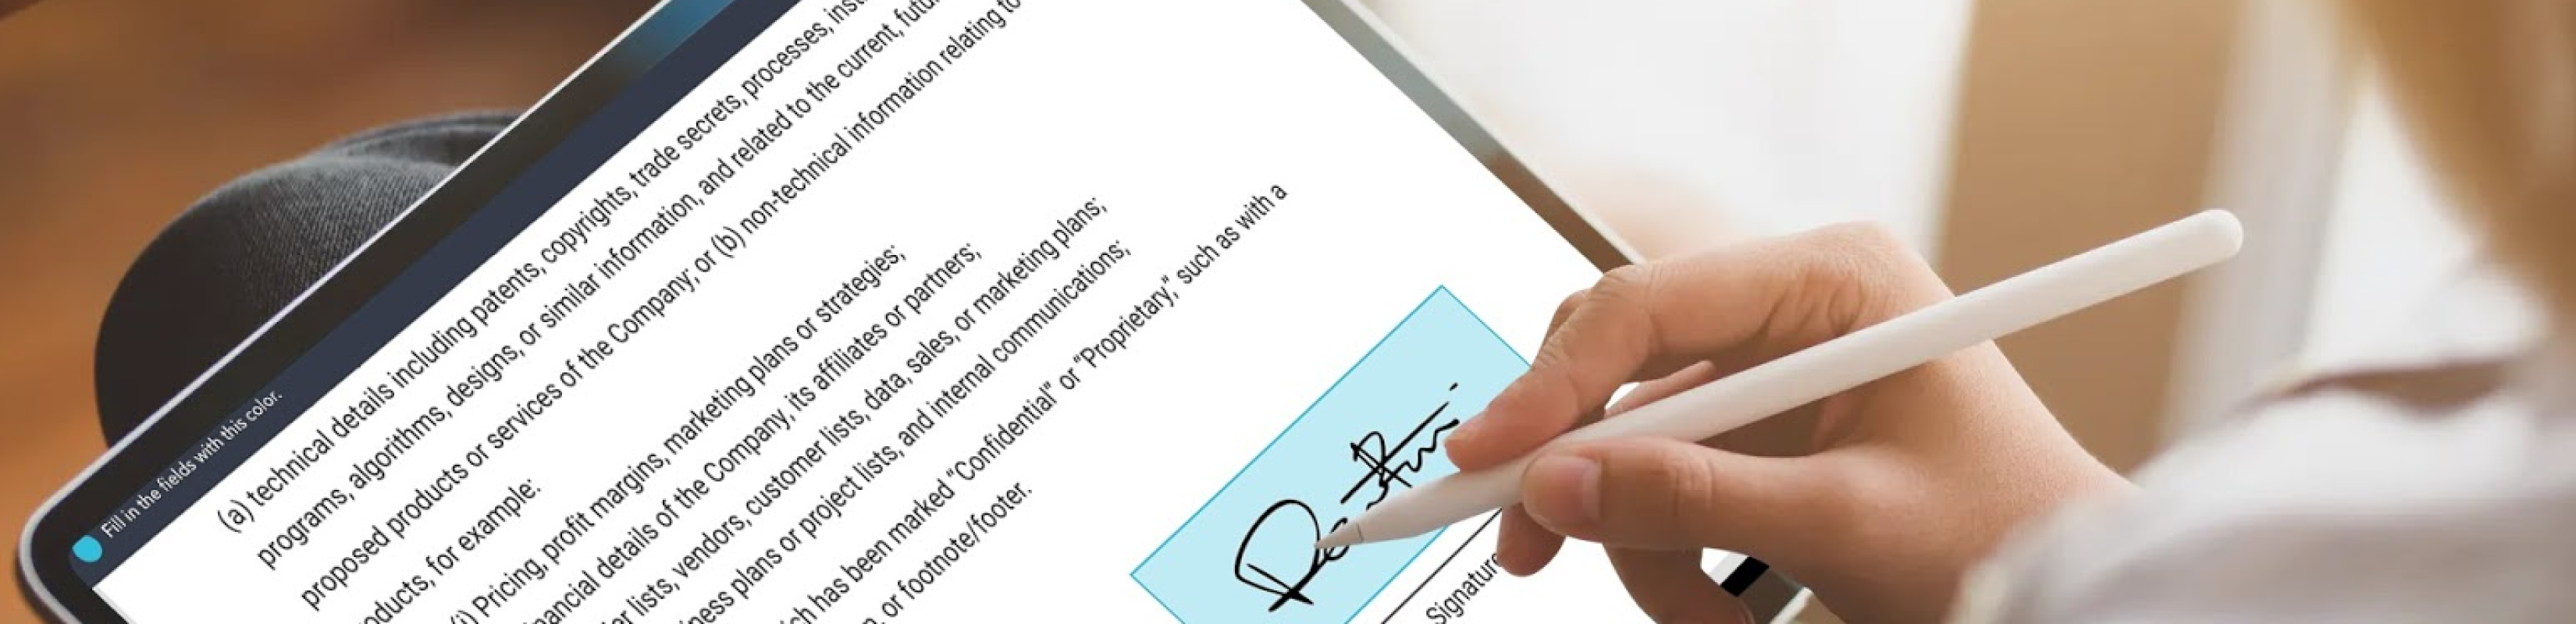 Fill in the fields with this color.
(a) technical details including patents, copyrights, trade secrets, processes,
programs, algorithms, designs, or similar information, and related to the current,
proposed products or services of the Company; or (b) non-technical information relating to
for example:
(i) Pricing, profit margins, marketing plans or strategies;
details of the Company, its affiliates or partners;
lists, vendors, customer lists, data, sales, or marketing plans;
plans or project lists, and internal communications;
has been marked "Confidential" or "Proprietary," such as with a
or footnote/footer.
Signature